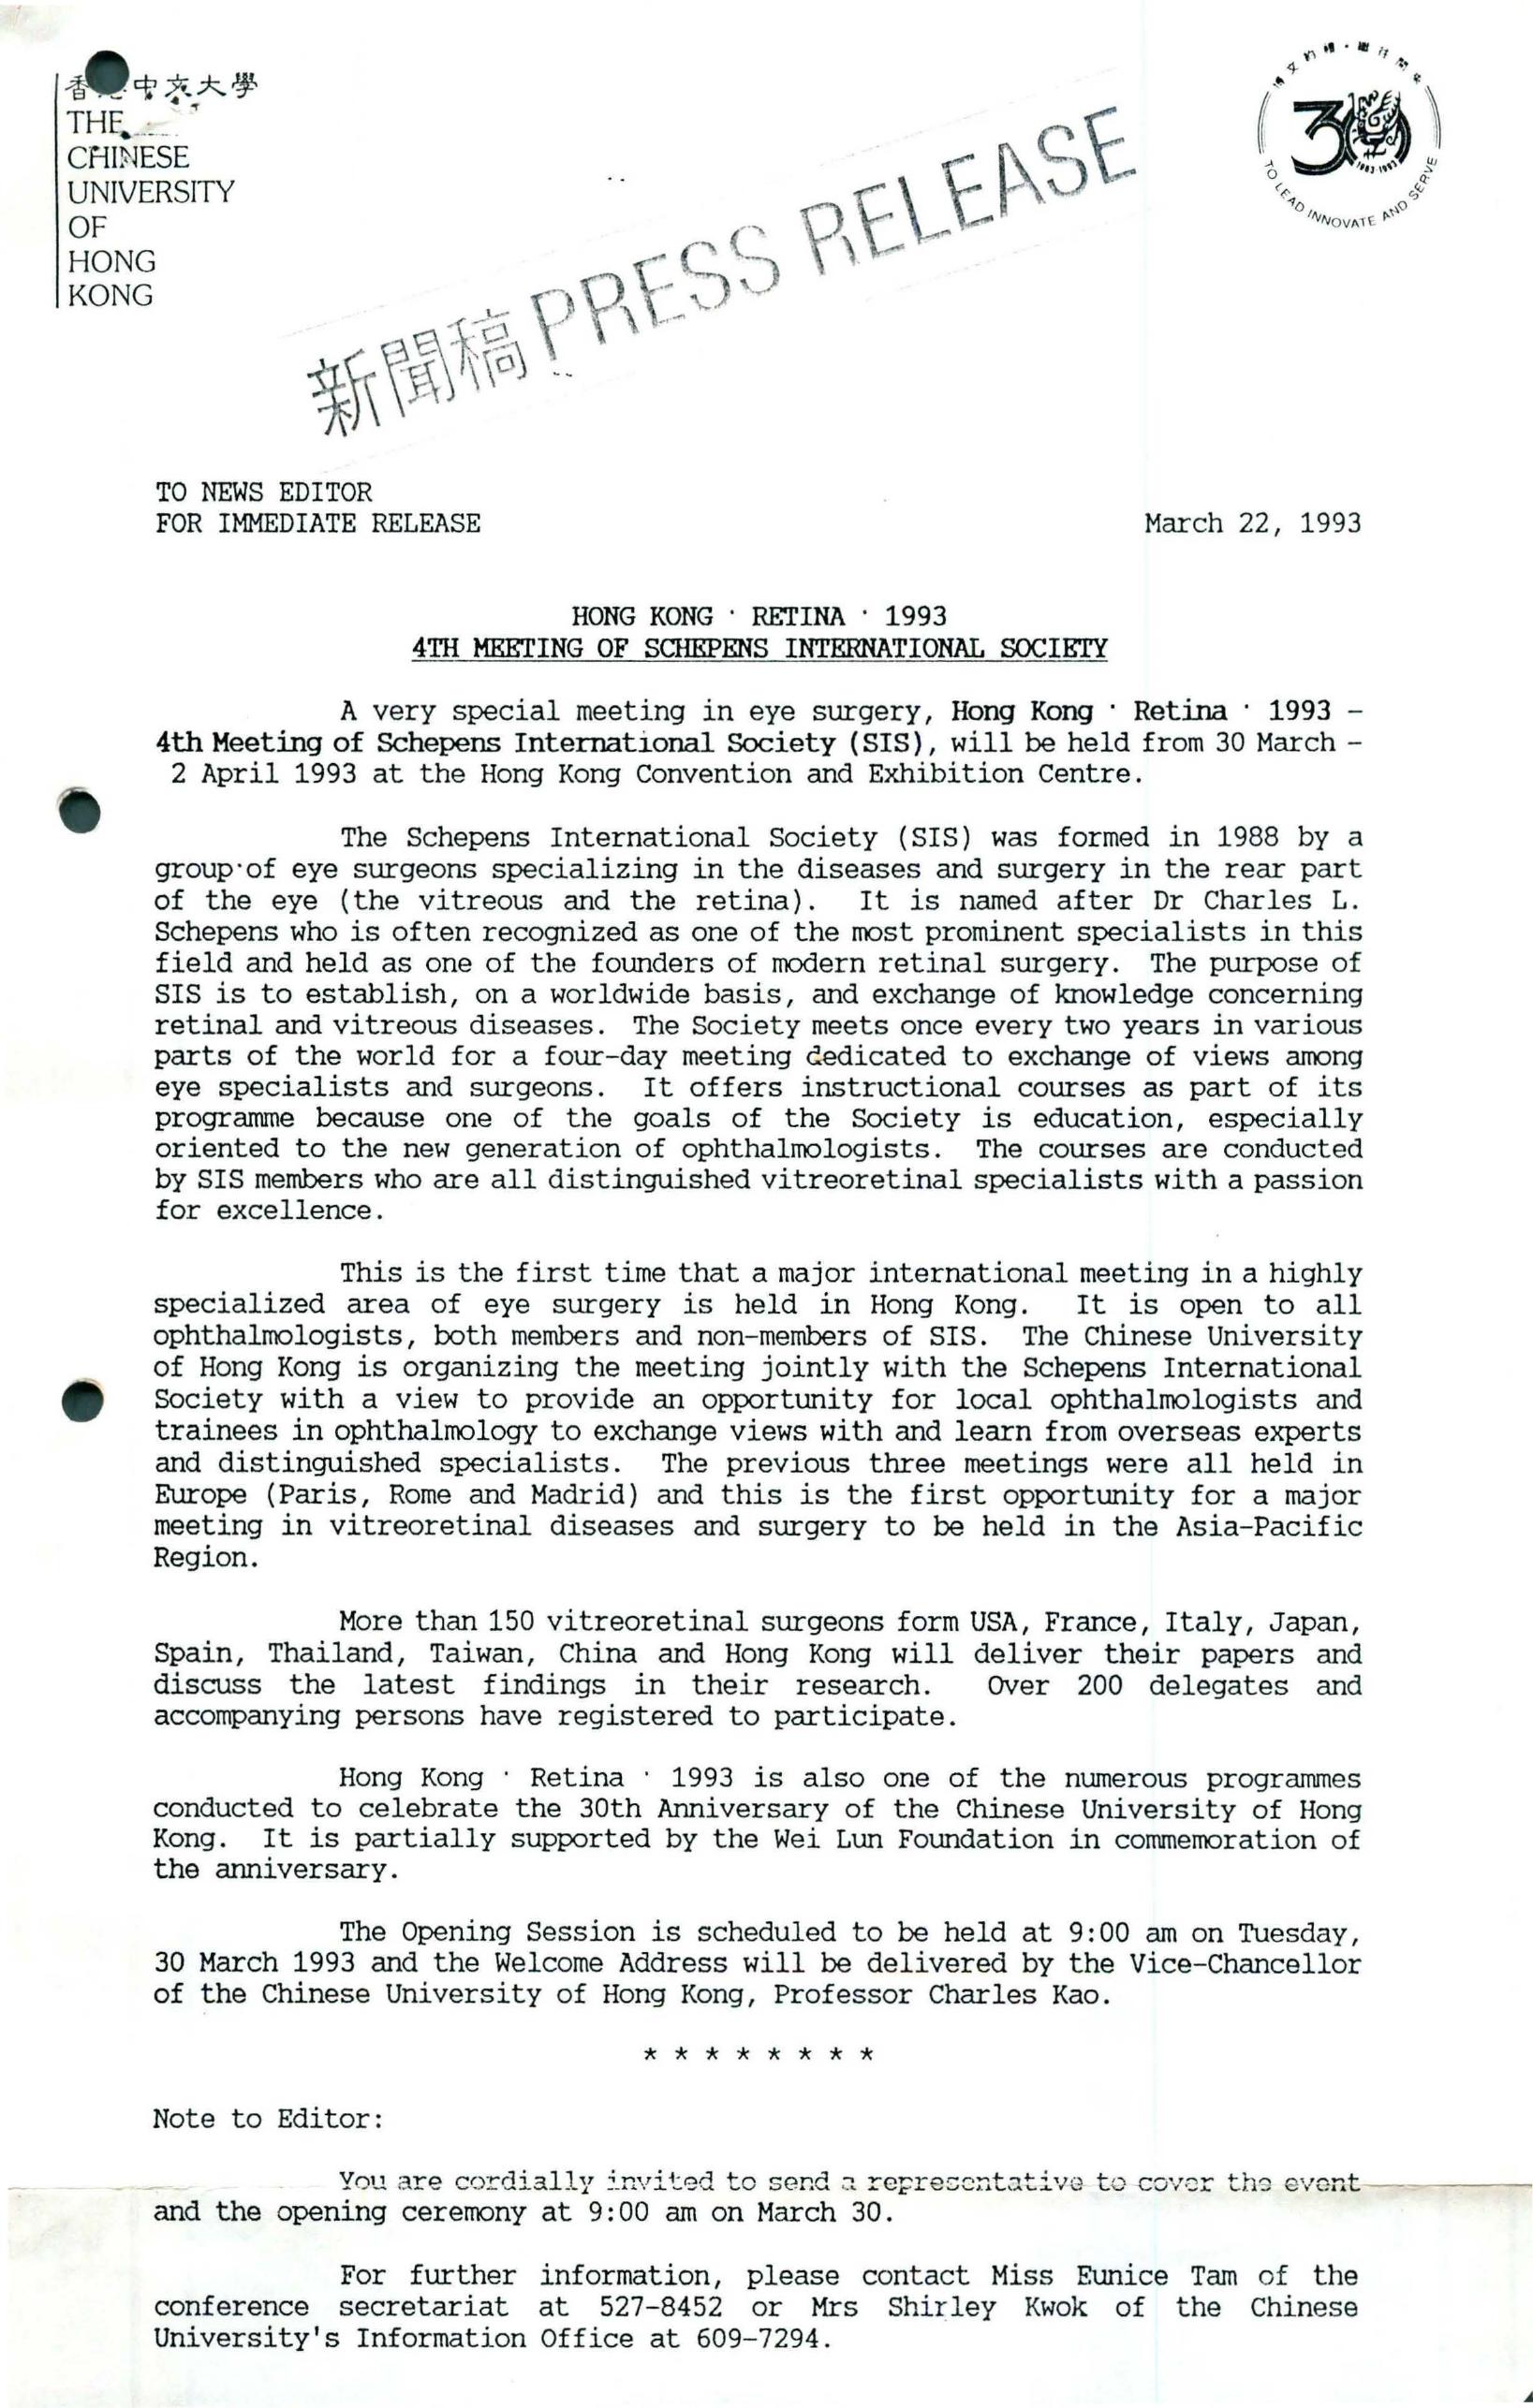 香港中文大學
THE
CHINESE
UNIVERSITY
OF
HONG
KONG
博文約禮·繼往開來
30
1963-1993
TO LEAD INNOVATE AND SERVE
新聞稿 PRESS RELEASE
TO NEWS EDITOR
FOR IMMEDIATE RELEASE March 22, 1993
HONG KONG · RETINA · 1993
4TH MEETING OF SCHEPENS INTERNATIONAL SOCIETY
A very special meeting in eye surgery, Hong Kong · Retina · 1993 -
4th Meeting of Schepens International Society (SIS), will be held from 30 March -
2 April 1993 at the Hong Kong Convention and Exhibition Centre.
The Schepens International Society (SIS) was formed in 1988 by a
group of eye surgeons specializing in the diseases and surgery in the rear part
of the eye (the vitreous and the retina). It is named after Dr Charles L.
Schepens who is often recognized as one of the most prominent specialists in this
field and held as one of the founders of modern retinal surgery. The purpose of
SIS is to establish, on a worldwide basis, and exchange of knowledge concerning
retinal and vitreous diseases. The Society meets once every two years in various
parts of the world for a four-day meeting dedicated to exchange of views among
eye specialists and surgeons. It offers instructional courses as part of its
programme because one of the goals of the Society is education, especially
oriented to the new generation of ophthalmologists. The courses are conducted
by SIS members who are all distinguished vitreoretinal specialists with a passion
for excellence.
This is the first time that a major international meeting in a highly
specialized area of eye surgery is held in Hong Kong. It is open to all
ophthalmologists, both members and non-members of SIS. The Chinese University
of Hong Kong is organizing the meeting jointly with the Schepens International
Society with a view to provide an opportunity for local ophthalmologists and
trainees in ophthalmology to exchange views with and learn from overseas experts
and distinguished specialists. The previous three meetings were all held in
Europe (Paris, Rome and Madrid) and this is the first opportunity for a major
meeting in vitreoretinal diseases and surgery to be held in the Asia-Pacific
Region.
More than 150 vitreoretinal surgeons form USA, France, Italy, Japan,
Spain, Thailand, Taiwan, China and Hong Kong will deliver their papers and
discuss the latest findings in their research. Over 200 delegates and
accompanying persons have registered to participate.
Hong Kong · Retina · 1993 is also one of the numerous programmes
conducted to celebrate the 30th Anniversary of the Chinese University of Hong
Kong. It is partially supported by the Wei Lun Foundation in commemoration of
the anniversary.
The Opening Session is scheduled to be held at 9:00 am on Tuesday,
30 March 1993 and the Welcome Address will be delivered by the Vice-Chancellor
of the Chinese University of Hong Kong, Professor Charles Kao.
* * * * * * * *
Note to Editor:
You are cordially invited to send a representative to cover the event
and the opening ceremony at 9:00 am on March 30.
For further information, please contact Miss Eunice Tam of the
conference secretariat at 527-8452 or Mrs Shirley Kwok of the Chinese
University's Information Office at 609-7294.